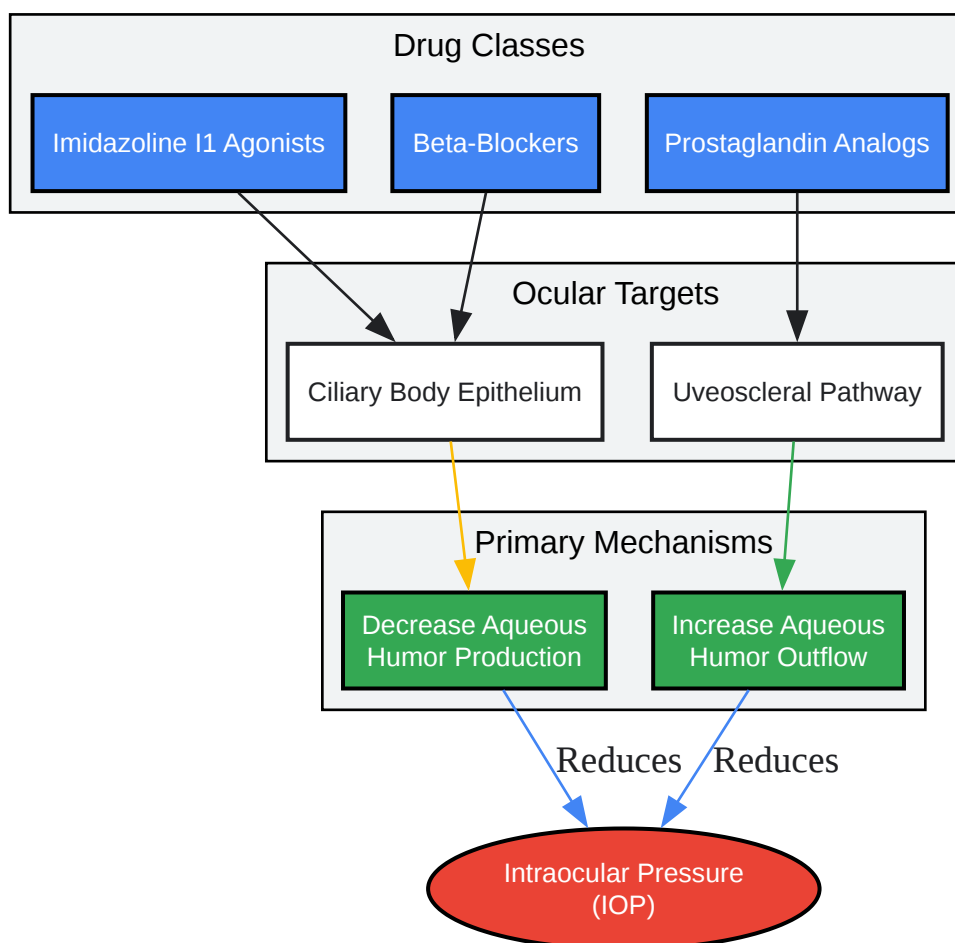 Drug Classes
Imidazoline I1 Agonists
Beta-Blockers
Prostaglandin Analogs
Ocular Targets
Ciliary Body Epithelium
Uveoscleral Pathway
Primary Mechanisms
Decrease Aqueous
Humor Production
Increase Aqueous
Humor Outflow
Reduces
Reduces
Intraocular Pressure
(IOP)